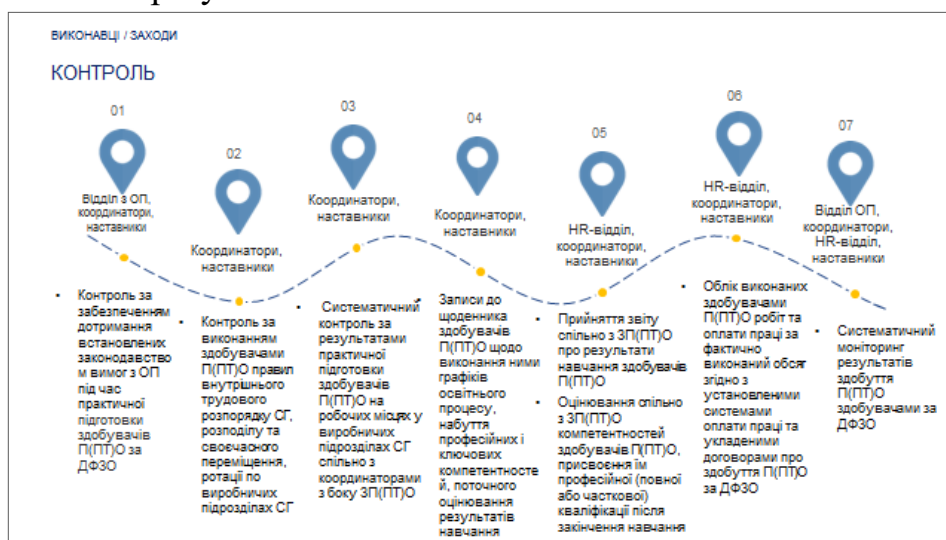 ВИКОНАВЦІ / ЗАХОДИ
КОНТРОЛЬ
01
Відділ з ОП,
координатори,
наставники
• Контроль за
забезпеченням
дотримання
встановлених
законодавство
м вимог з ОП
під час
практичної
підготовки
здобувачів
П(ПТ)О за
ДФЗО
02
Координатори,
наставники
• Контроль за
виконанням
здобувачами
П(ПТ)О правил
внутрішнього
трудового
розпорядку СГ,
розподілу та
своєчасного
переміщення,
ротації по
виробничих
підрозділах СГ
03
Координатори,
наставники
• Систематичний
контроль за
результатами
практичної
підготовки
здобувачів
П(ПТ)О на
робочих місцях у
виробничих
підрозділах СГ
спільно з
координаторами
з боку ЗП(ПТ)О
04
Координатори,
наставники
• Записи до
щоденника
здобувачів
П(ПТ)О щодо
виконання ними
графіків
освітнього
процесу,
набуття
професійних і
ключових
компетентносте
й, поточного
оцінювання
результатів
навчання
05
HR-відділ,
координатори,
наставники
• Прийняття звіту
спільно з ЗП(ПТ)О
про результати
навчання здобувачів
П(ПТ)О
• Оцінювання спільно
з ЗП(ПТ)О
компетентностей
здобувачів П(ПТ)О,
присвоєння їм
професійної (повної
або часткової)
кваліфікації після
закінчення навчання
06
HR-відділ,
координатори,
наставники
• Облік виконаних
здобувачами
П(ПТ)О робіт та
оплати праці за
фактично
виконаний обсяг
згідно з
установленими
системами
оплати праці та
укладеними
договорами про
здобуття П(ПТ)О
за ДФЗО
07
Відділ ОП,
координатори,
HR-відділ,
наставники
• Систематичний
моніторинг
результатів
здобуття
П(ПТ)О
здобувачами за
ДФЗО